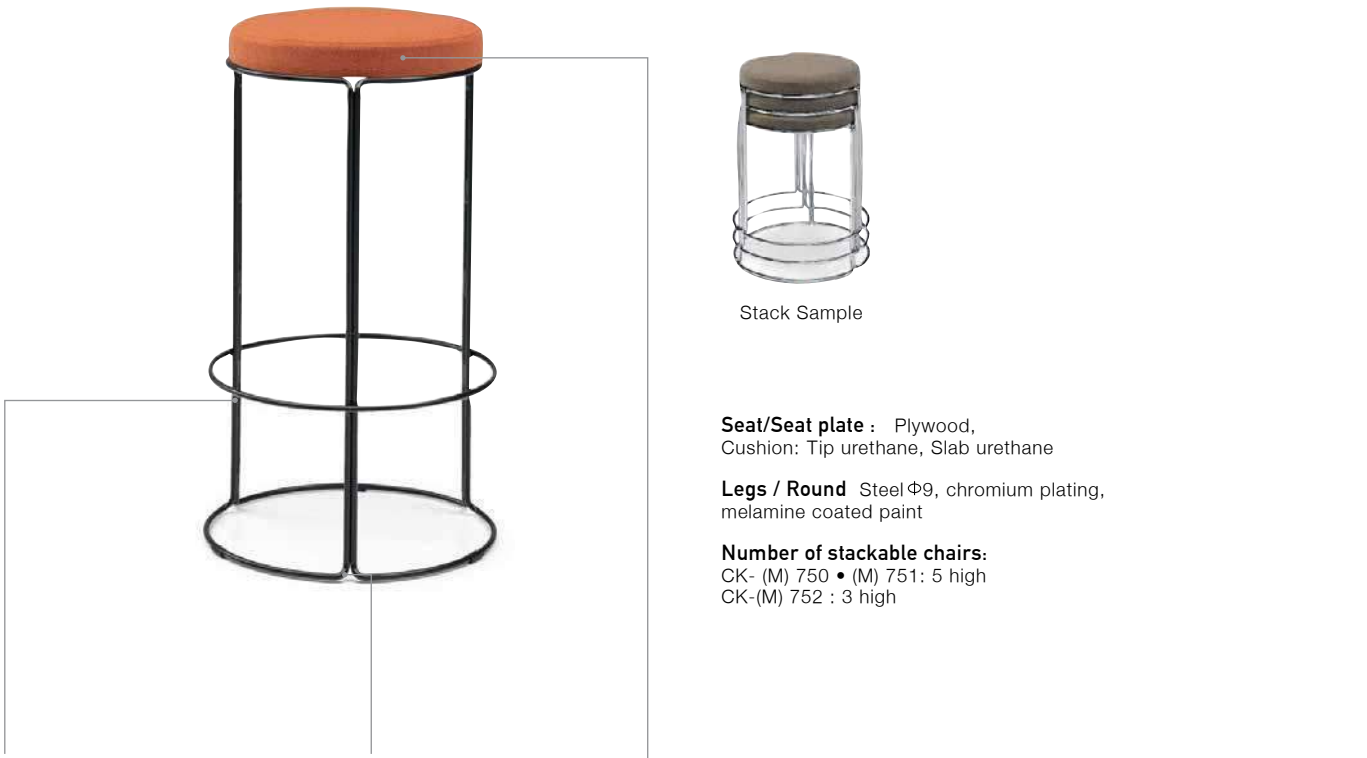 Stack Sample
Seat/Seat plate : Plywood,
Cushion: Tip urethane, Slab urethane
Legs / Round Steel Φ9, chromium plating,
melamine coated paint
Number of stackable chairs:
CK- (M) 750 • (M) 751: 5 high
CK-(M) 752 : 3 high